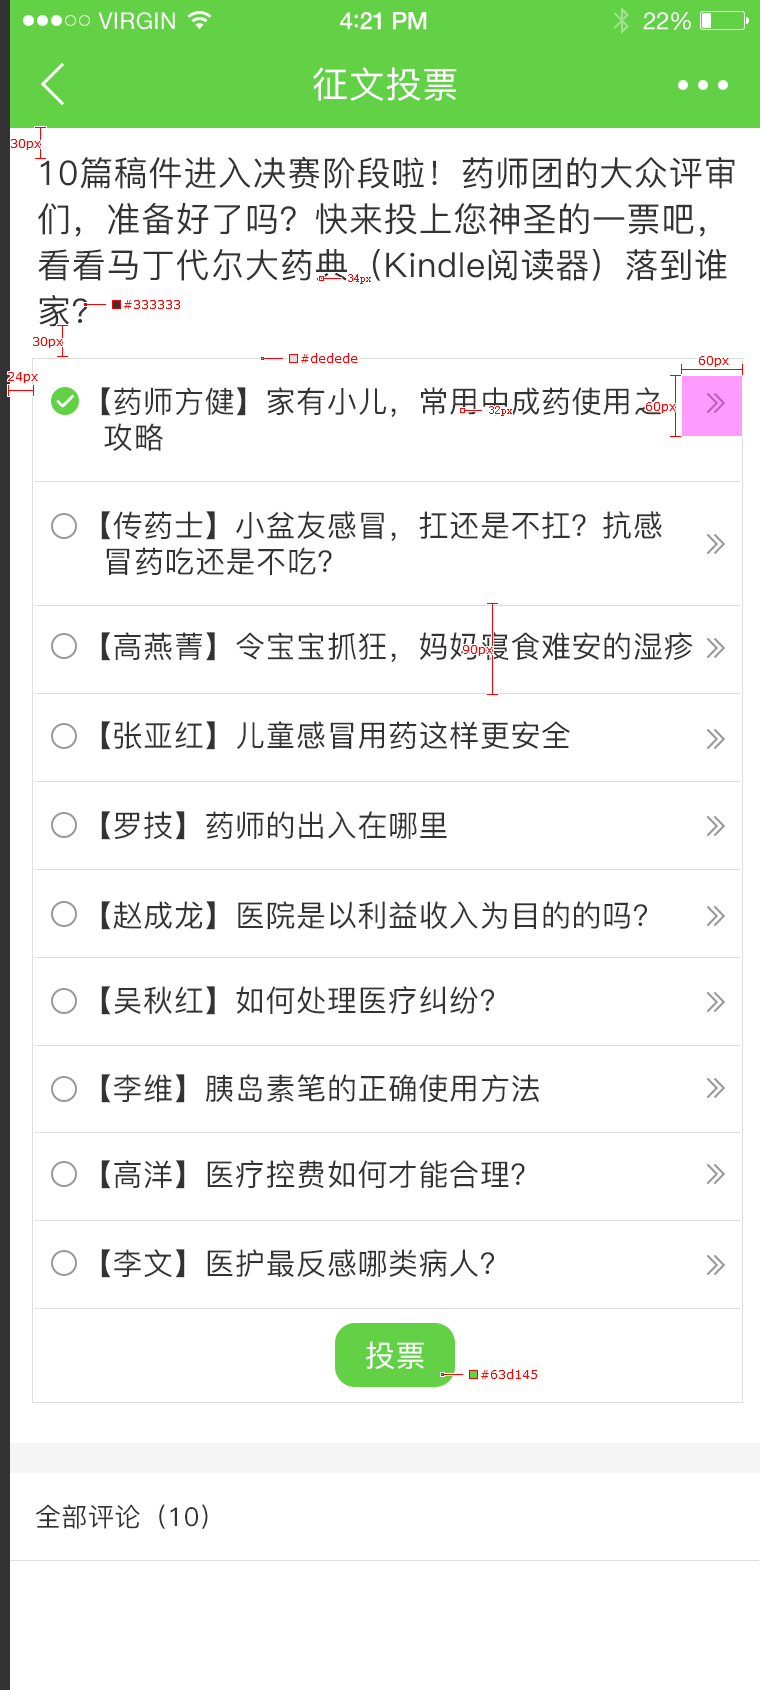 VIRGIN 4:21 PM 22%
征文投票
30px
10篇稿件进入决赛阶段啦！药师团的大众评审
们，准备好了吗？快来投上您神圣的一票吧，
看看马丁代尔大药典（Kindle阅读器）落到谁
34px
家？
#333333
30px
#dedede
24px
60px
【药师方健】家有小儿，常用中成药使用之
32px
60px
攻略
【传药士】小盆友感冒，扛还是不扛？抗感
冒药吃还是不吃？
【高燕菁】令宝宝抓狂，妈妈寝食难安的湿疹
90px
【张亚红】儿童感冒用药这样更安全
【罗技】药师的出入在哪里
【赵成龙】医院是以利益收入为目的的吗？
【吴秋红】如何处理医疗纠纷？
【李维】胰岛素笔的正确使用方法
【高洋】医疗控费如何才能合理？
【李文】医护最反感哪类病人？
投票
#63d145
全部评论（10）